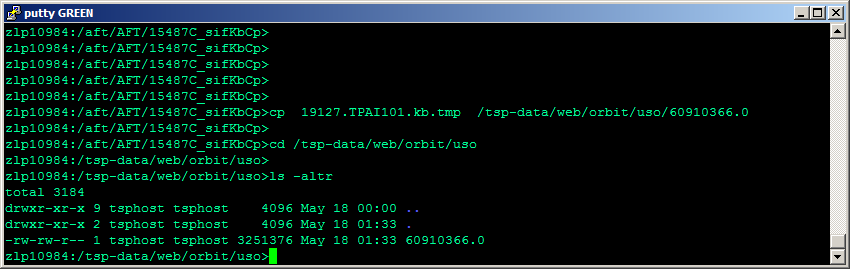 putty GREEN
zlp10984:/aft/AFT/15487C_sifKbCp>
zlp10984:/aft/AFT/15487C_sifKbCp>
zlp10984:/aft/AFT/15487C_sifKbCp>
zlp10984:/aft/AFT/15487C_sifKbCp>
zlp10984:/aft/AFT/15487C_sifKbCp>
zlp10984:/aft/AFT/15487C_sifKbCp>cp  19127.TPAI101.kb.tmp  /tsp-data/web/orbit/uso/60910366.0
zlp10984:/aft/AFT/15487C_sifKbCp>
zlp10984:/aft/AFT/15487C_sifKbCp>cd /tsp-data/web/orbit/uso
zlp10984:/tsp-data/web/orbit/uso>
zlp10984:/tsp-data/web/orbit/uso>ls -altr
total 3184
drwxr-xr-x 9 tsphost tsphost    4096 May 18 00:00 ..
drwxr-xr-x 2 tsphost tsphost    4096 May 18 01:33 .
-rw-rw-r-- 1 tsphost tsphost 3251376 May 18 01:33 60910366.0
zlp10984:/tsp-data/web/orbit/uso>